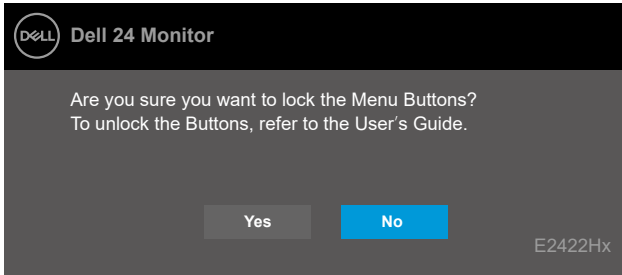 DELL
Dell 24 Monitor
Are you sure you want to lock the Menu Buttons?
To unlock the Buttons, refer to the User′s Guide.
Yes
No
E2422Hx